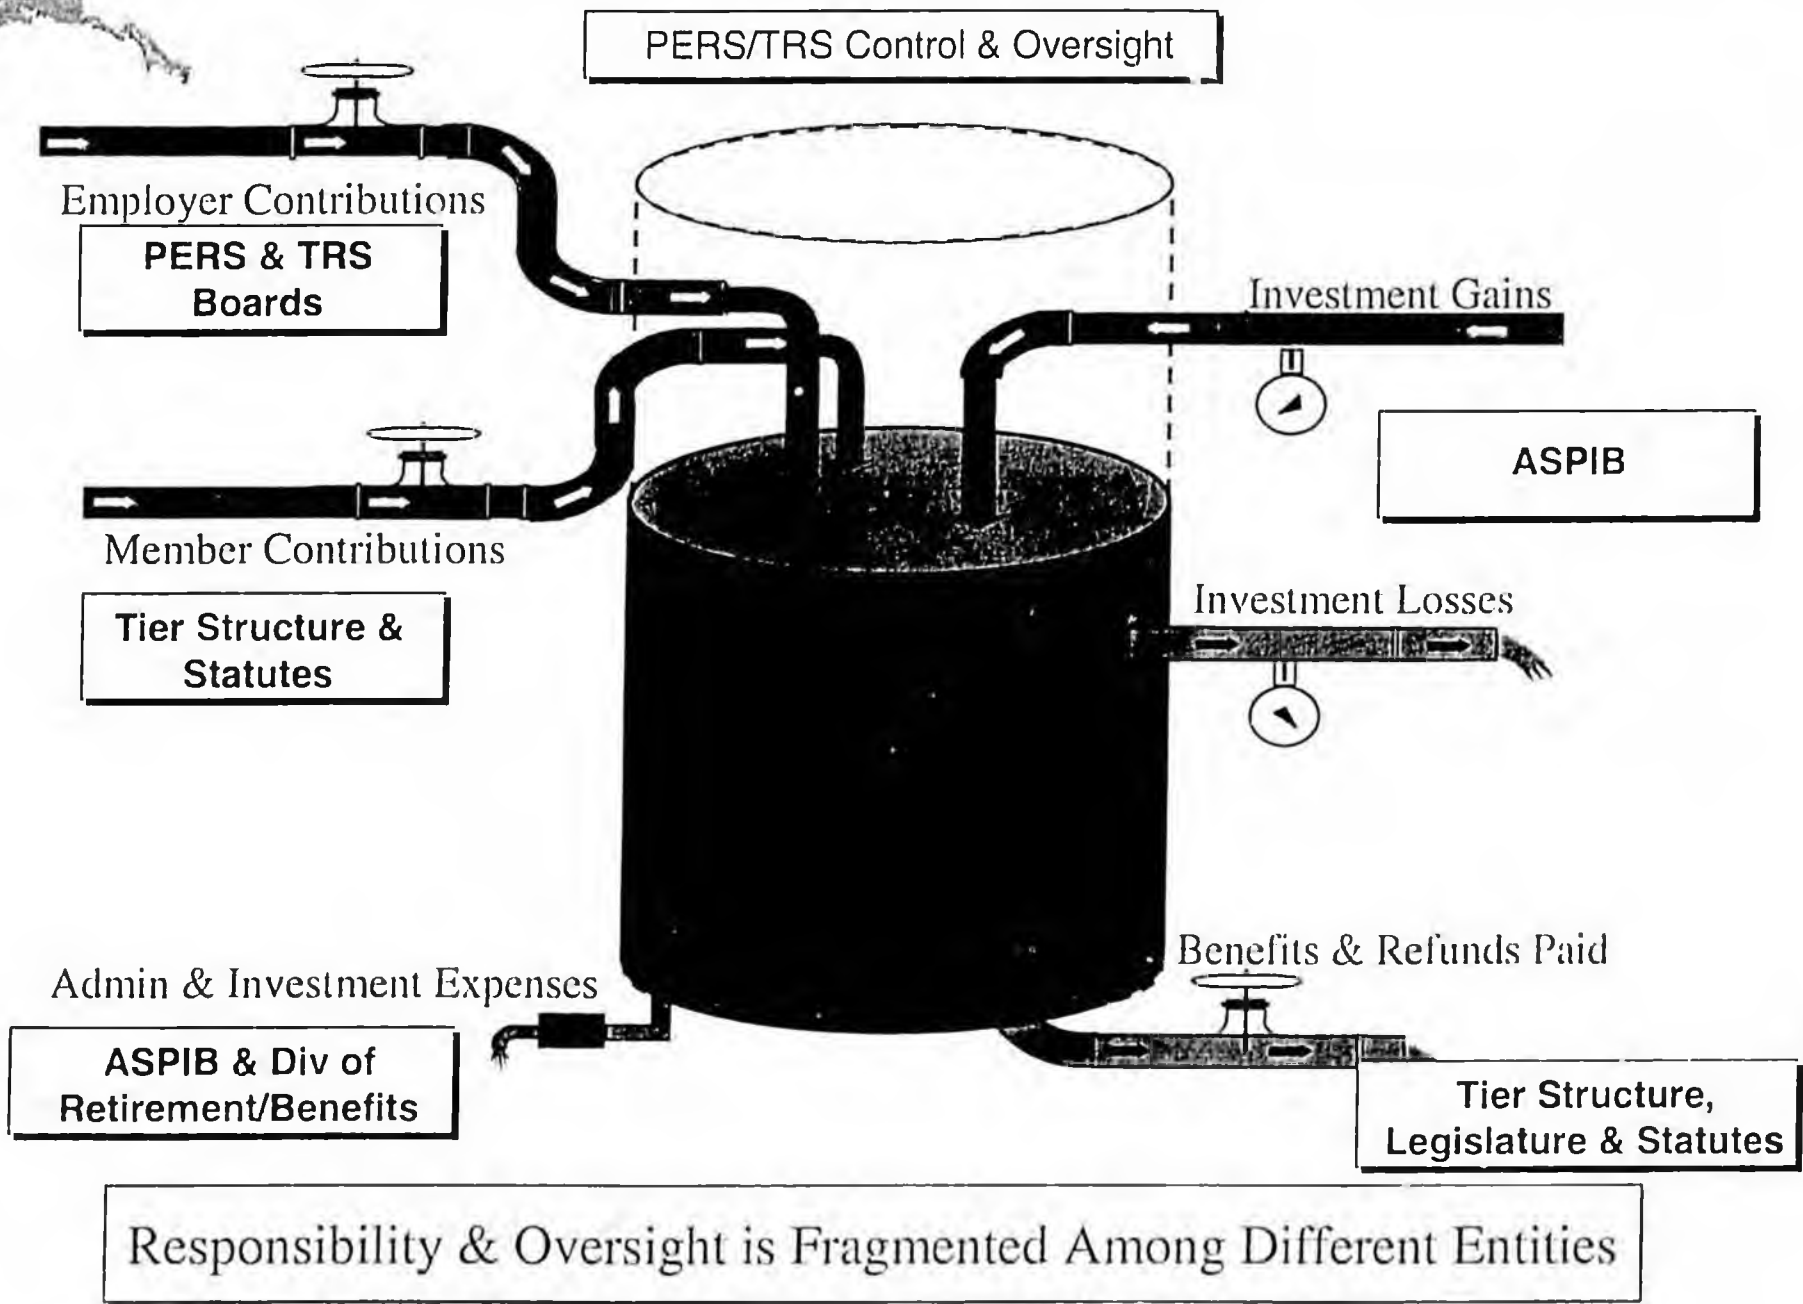 PERS/TRS Control & Oversight
Employer Contributions
PERS & TRS
Boards
Investment Gains
ASPIB
Member Contributions
Tier Structure &
Statutes
Investment Losses
Benefits & Refunds Paid
Admin & Investment Expenses
ASPIB & Div of
Retirement/Benefits
Tier Structure,
Legislature & Statutes
Responsibility & Oversight is Fragmented Among Different Entities